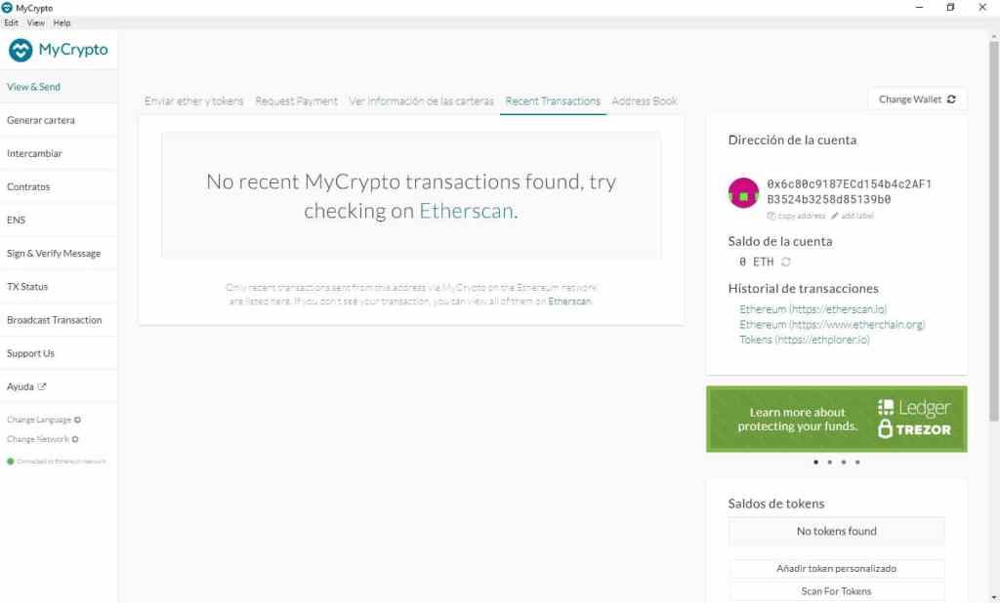 MyCrypto
Edit View Help
MyCrypto
View & Send
Generar cartera
Intercambiar
Contratos
ENS
Sign & Verify Message
TX Status
Broadcast Transaction
Support Us
Ayuda
Change Language
Change Network
Connected to Ethereum network
Enviar ether y tokens Request Payment Ver información de las carteras Recent Transactions Address Book
No recent MyCrypto transactions found, try
checking on Etherscan.
Only recent transactions sent from this address via MyCrypto on the Ethereum network
are listed here. If you don't see your transaction, you can view all of them on Etherscan.
Change Wallet
Dirección de la cuenta
0x6c80c9187ECd154b4c2AF1
B3524b3258d85139b0
copy address add label
Saldo de la cuenta
0 ETH
Historial de transacciones
Ethereum (https://etherscan.io)
Ethereum (https://www.etherchain.org)
Tokens (https://ethplorer.io)
Learn more about
protecting your funds.
Ledger
TREZOR
Saldos de tokens
No tokens found
Añadir token personalizado
Scan For Tokens